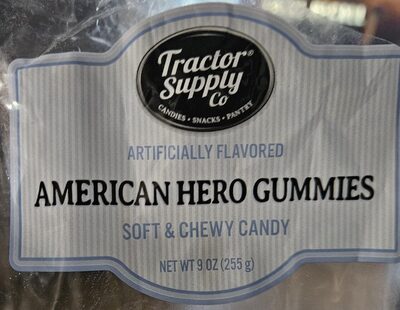 Tractor®
Supply
Co
CANDIES • SNACKS • PANTRY
ARTIFICIALLY FLAVORED
AMERICAN HERO GUMMIES
SOFT & CHEWY CANDY
NET WT 9 OZ (255 g)